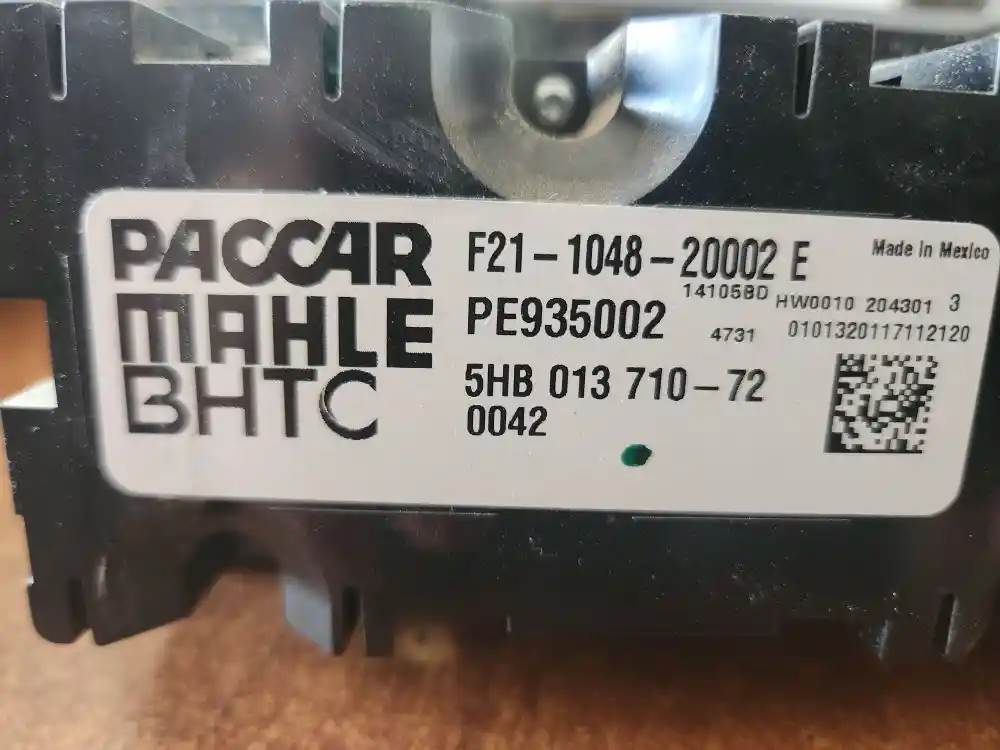 PACCAR
MAHLE
BHTC
F21-1048-20002 E
Made in Mexico
141058D HW0010 204301 3
PE935002
4731 0101320117112120
5HB 013 710-72
0042